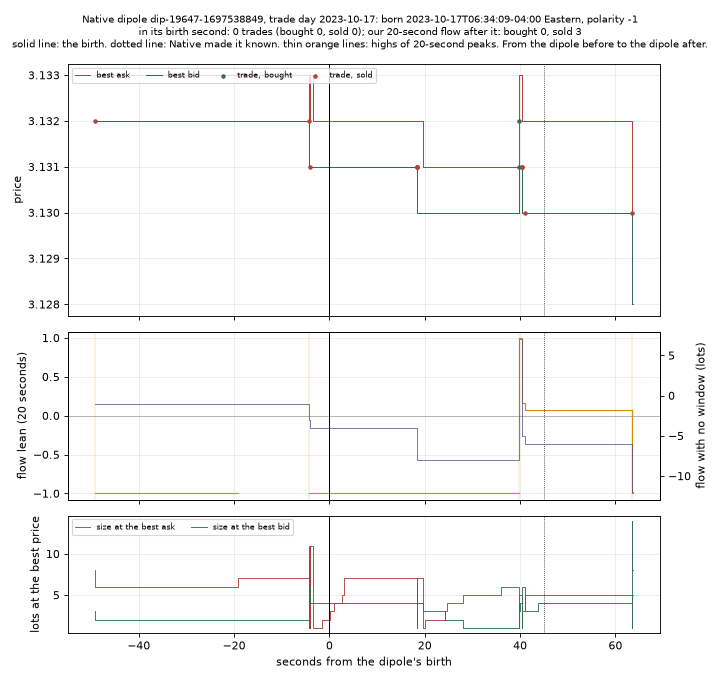 Native dipole dip-19647-1697538849, trade day 2023-10-17: born 2023-10-17T06:34:09-04:00 Eastern, polarity -1
in its birth second: 0 trades (bought 0, sold 0); our 20-second flow after it: bought 0, sold 3
solid line: the birth. dotted line: Native made it known. thin orange lines: highs of 20-second peaks. From the dipole before to the dipole after.
best ask best bid trade, bought trade, sold
3.133
3.132
3.131
3.130
3.129
3.128
price
1.0
0.5
0.0
−0.5
−1.0
flow lean (20 seconds)
5
0
−5
−10
flow with no window (lots)
size at the best ask size at the best bid
10
5
lots at the best price
−40 −20 0 20 40 60
seconds from the dipole's birth